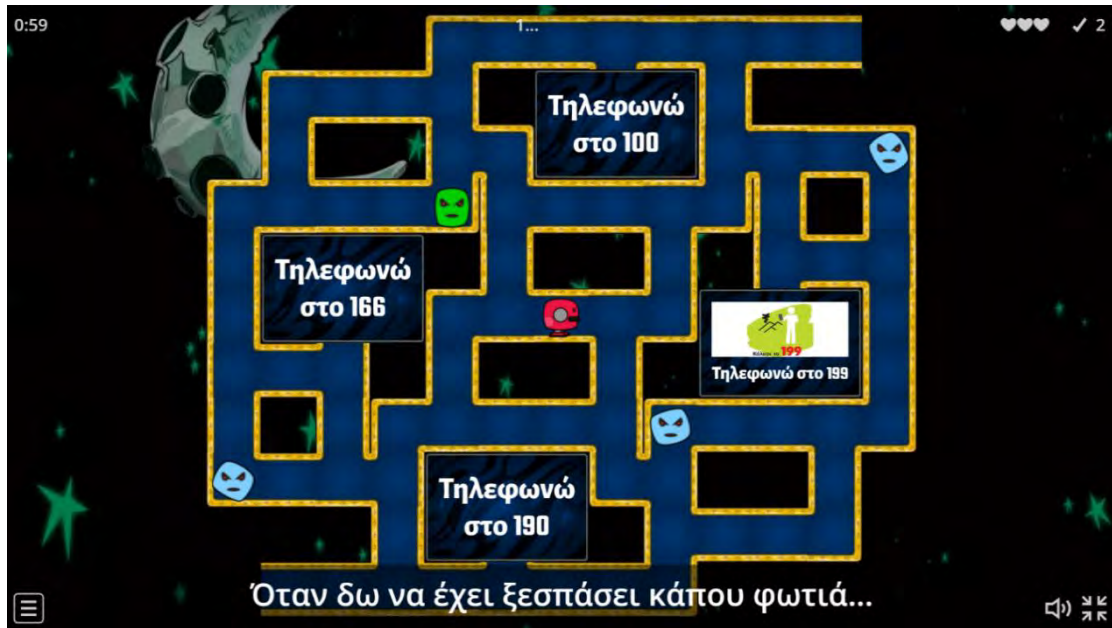 0:59
1...
✓ 2
Τηλεφωνώ
στο 100
Τηλεφωνώ
στο 166
199
Τηλεφωνώ στο 199
Τηλεφωνώ
στο 190
Όταν δω να έχει ξεσπάσει κάπου φωτιά...